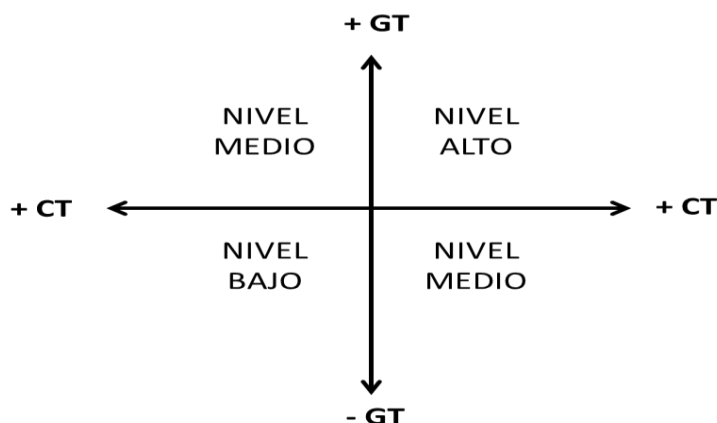 + GT
NIVEL MEDIO
NIVEL ALTO
+ CT
+ CT
NIVEL BAJO
NIVEL MEDIO
- GT